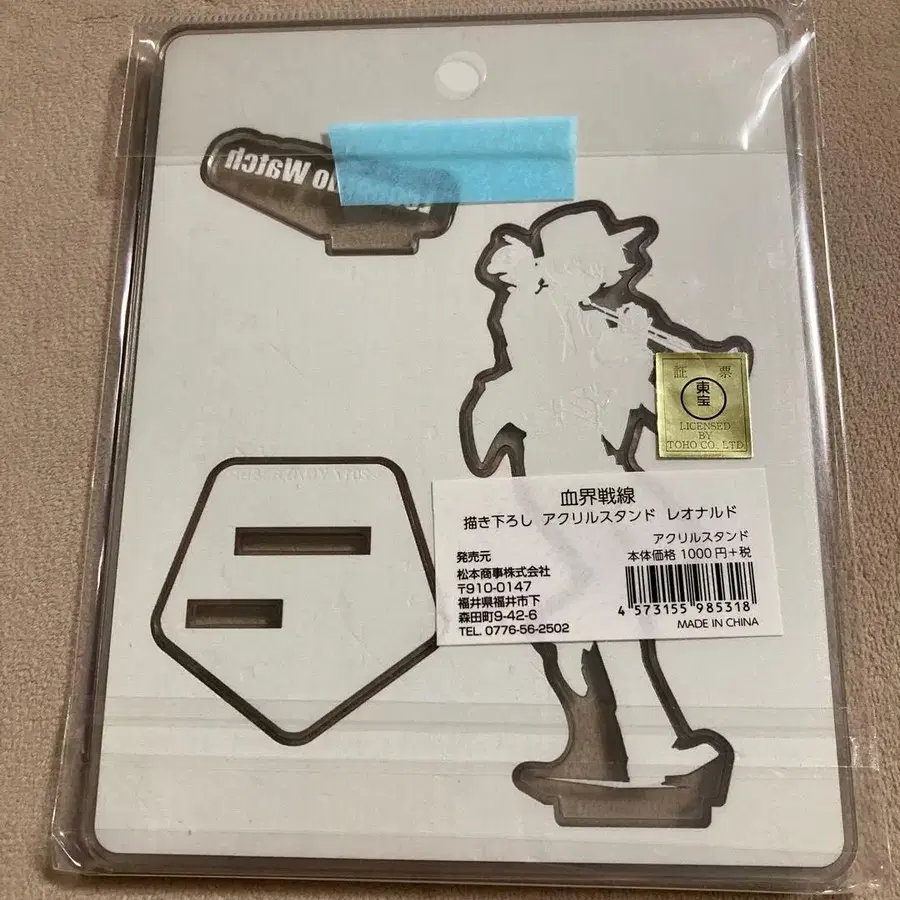 Leonardo Watch
証 票
東宝
LICENSED
BY
TOHO CO., LTD.
血界戦線
描き下ろし アクリルスタンド レオナルド
アクリルスタンド
本体価格 1000円+税
発売元
松本商事株式会社
〒910-0147
福井県福井市下
森田町9-42-6
TEL. 0776-56-2502
4 573155 985318
MADE IN CHINA